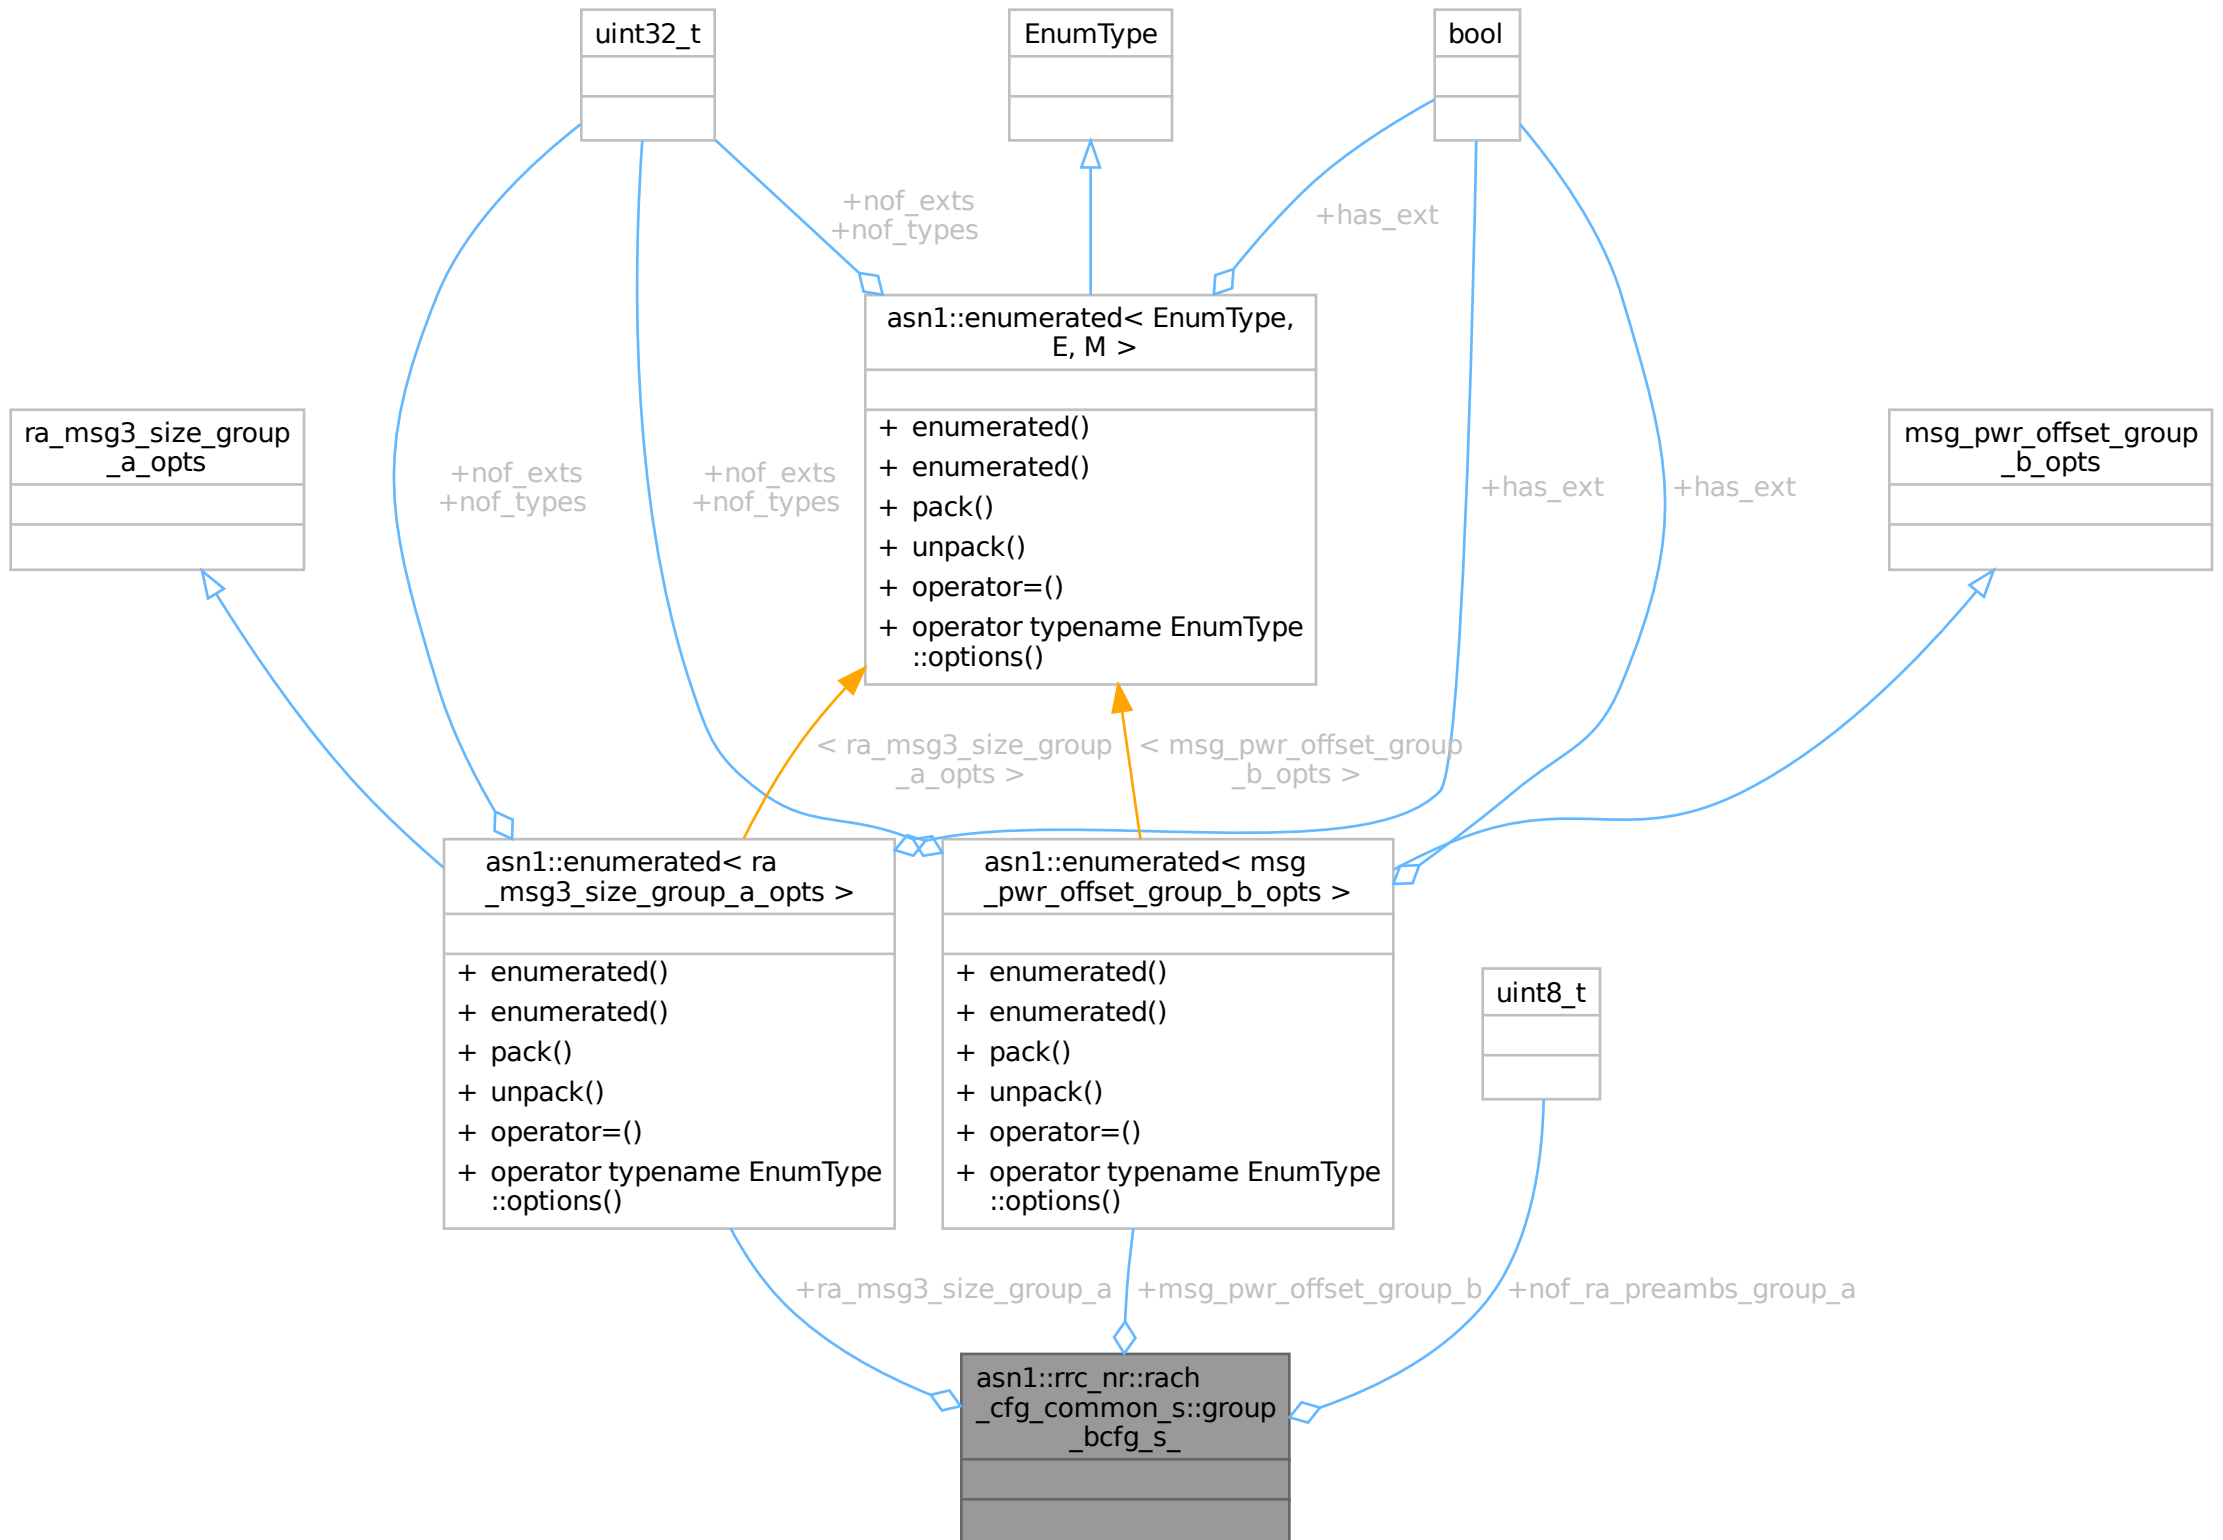 uint32_t
EnumType
bool
+nof_exts
+nof_types
+has_ext
asn1::enumerated< EnumType,
E, M >
+ enumerated()
+ enumerated()
+ pack()
+ unpack()
+ operator=()
+ operator typename EnumType
::options()
ra_msg3_size_group
_a_opts
+nof_exts
+nof_types
+nof_exts
+nof_types
+has_ext
+has_ext
msg_pwr_offset_group
_b_opts
< ra_msg3_size_group
_a_opts >
< msg_pwr_offset_group
_b_opts >
asn1::enumerated< ra
_msg3_size_group_a_opts >
+ enumerated()
+ enumerated()
+ pack()
+ unpack()
+ operator=()
+ operator typename EnumType
::options()
asn1::enumerated< msg
_pwr_offset_group_b_opts >
+ enumerated()
+ enumerated()
+ pack()
+ unpack()
+ operator=()
+ operator typename EnumType
::options()
uint8_t
+ra_msg3_size_group_a
+msg_pwr_offset_group_b
+nof_ra_preambs_group_a
asn1::rrc_nr::rach
_cfg_common_s::group
_bcfg_s_